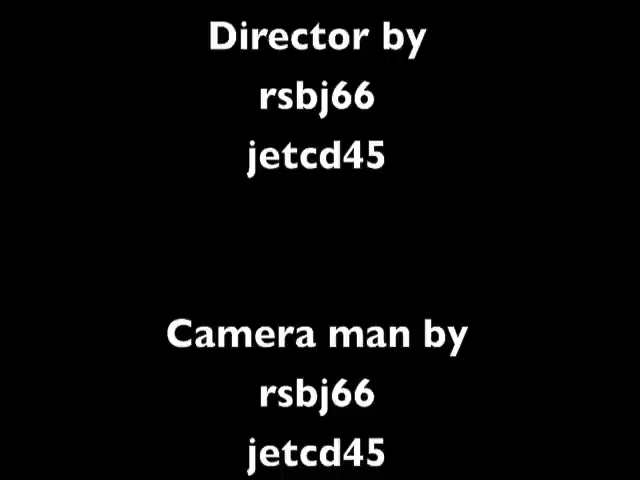 Director by
rsbj66
jetcd45
Camera man by
rsbj66
jetcd45